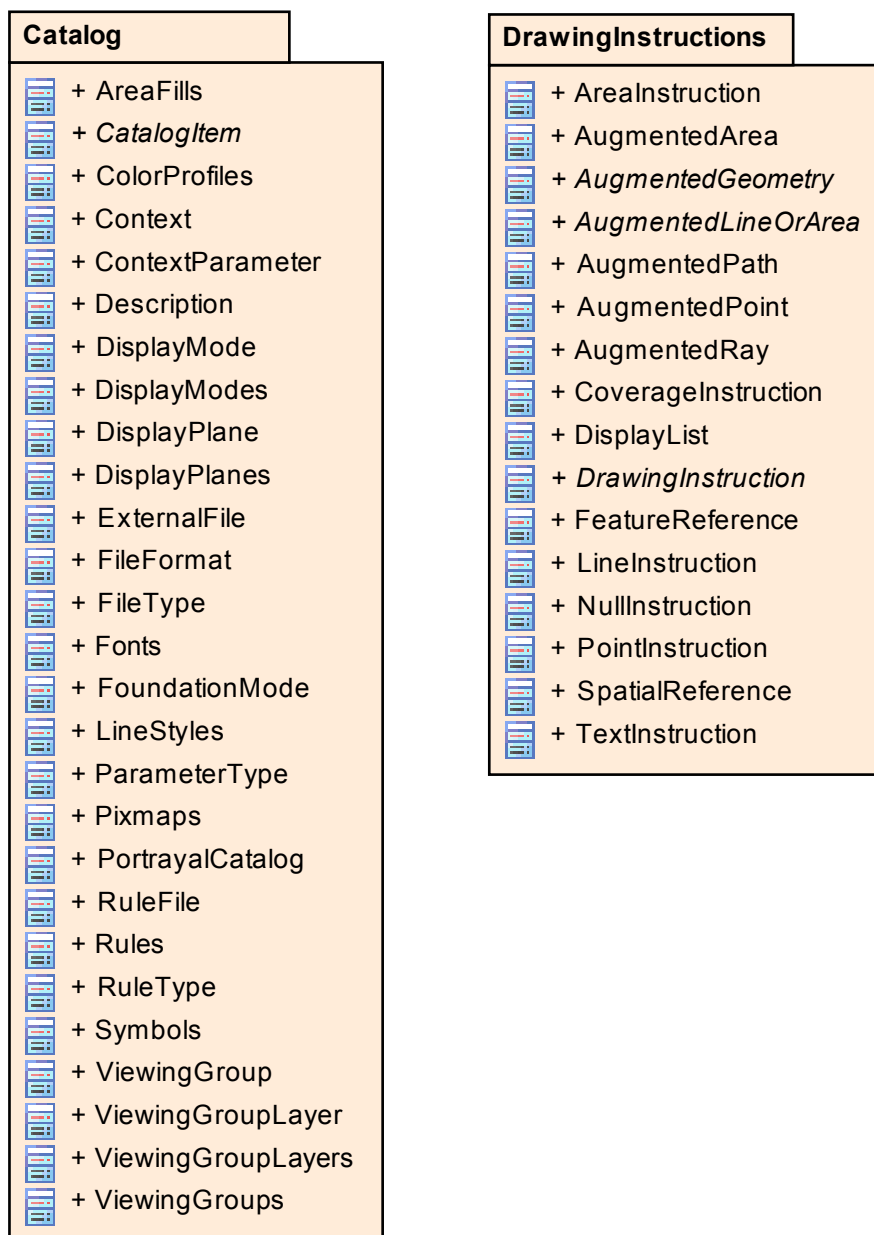 Catalog
+ AreaFills
+ CatalogItem
+ ColorProfiles
+ Context
+ ContextParameter
+ Description
+ DisplayMode
+ DisplayModes
+ DisplayPlane
+ DisplayPlanes
+ ExternalFile
+ FileFormat
+ FileType
+ Fonts
+ FoundationMode
+ LineStyles
+ ParameterType
+ Pixmaps
+ PortrayalCatalog
+ RuleFile
+ Rules
+ RuleType
+ Symbols
+ ViewingGroup
+ ViewingGroupLayer
+ ViewingGroupLayers
+ ViewingGroups
DrawingInstructions
+ AreaInstruction
+ AugmentedArea
+ AugmentedGeometry
+ AugmentedLineOrArea
+ AugmentedPath
+ AugmentedPoint
+ AugmentedRay
+ CoverageInstruction
+ DisplayList
+ DrawingInstruction
+ FeatureReference
+ LineInstruction
+ NullInstruction
+ PointInstruction
+ SpatialReference
+ TextInstruction